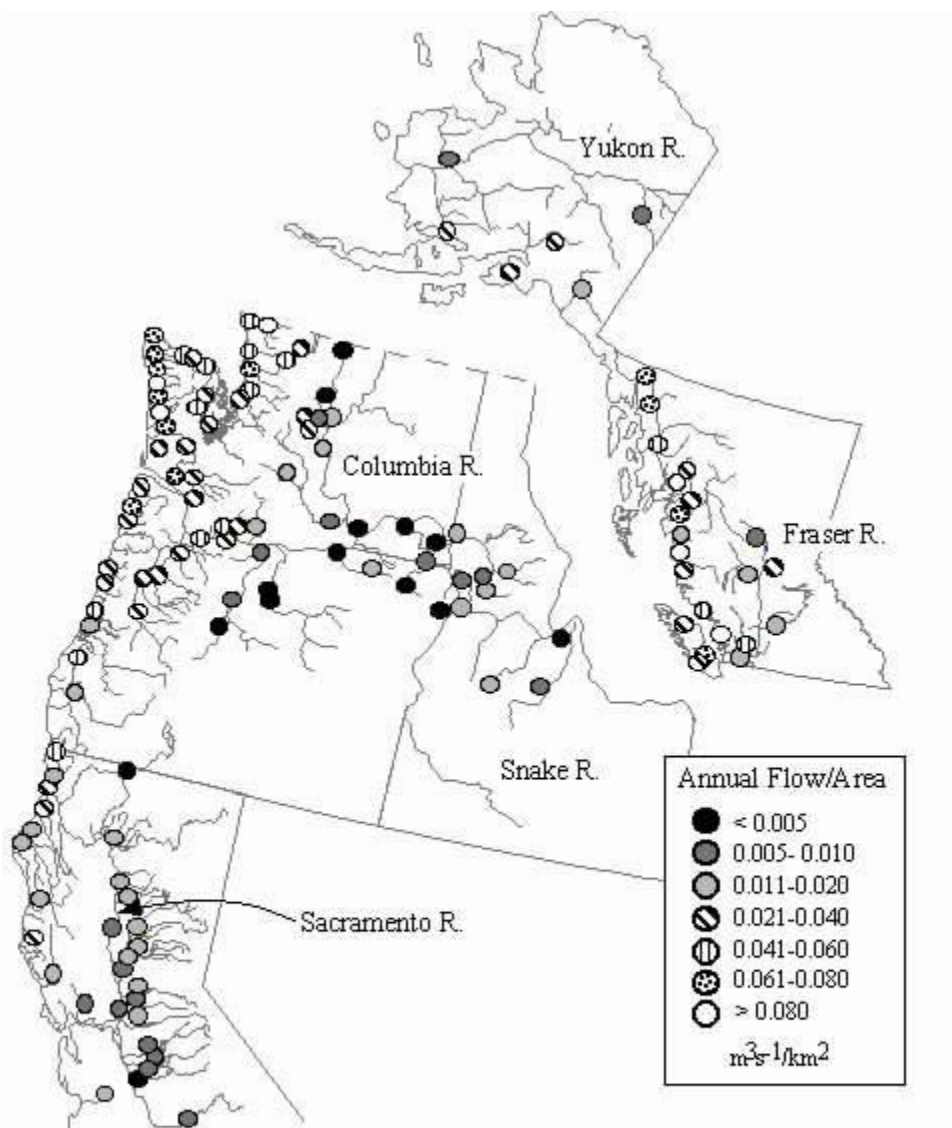 Yukon R.
Columbia R.
Fraser R.
Snake R.
Sacramento R.
Annual Flow/Area
< 0.005
0.005- 0.010
0.011-0.020
0.021-0.040
0.041-0.060
0.061-0.080
> 0.080
m³s⁻¹/km²